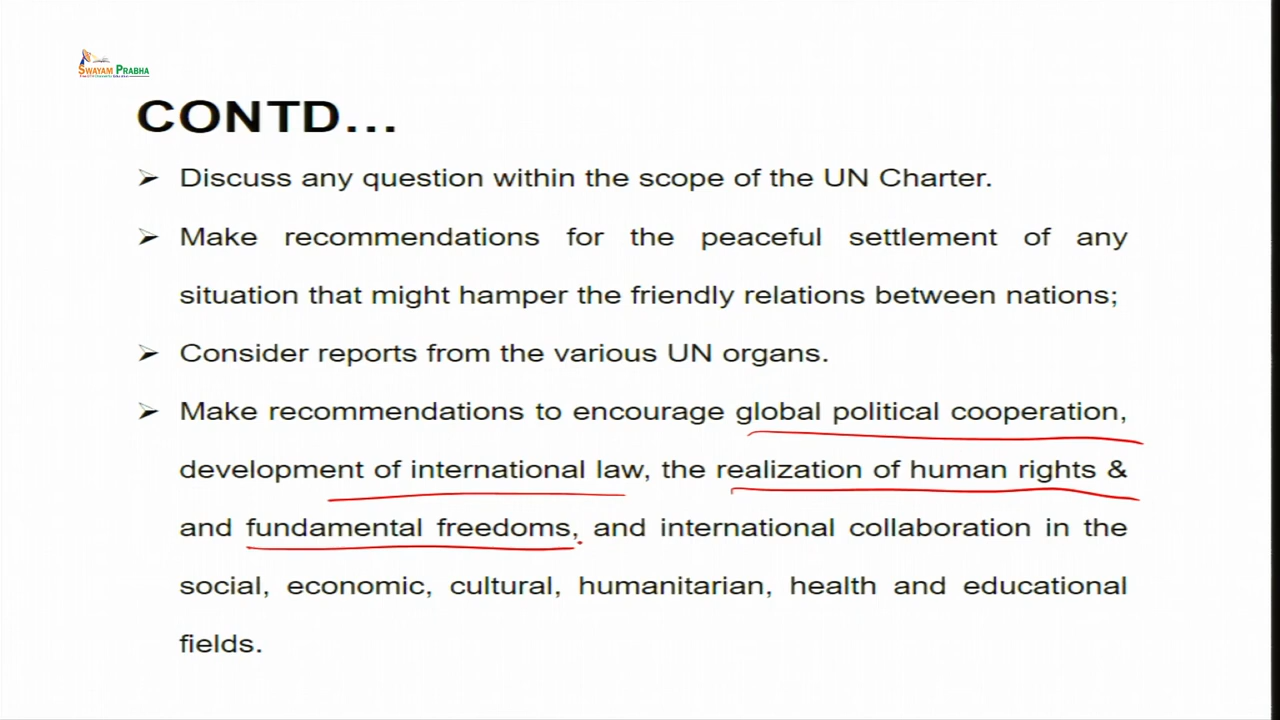 SWAYAM PRABHA
CONTD...
➢ Discuss any question within the scope of the UN Charter.
➢ Make recommendations for the peaceful settlement of any
situation that might hamper the friendly relations between nations;
➢ Consider reports from the various UN organs.
➢ Make recommendations to encourage global political cooperation,
development of international law, the realization of human rights &
and fundamental freedoms, and international collaboration in the
social, economic, cultural, humanitarian, health and educational
fields.